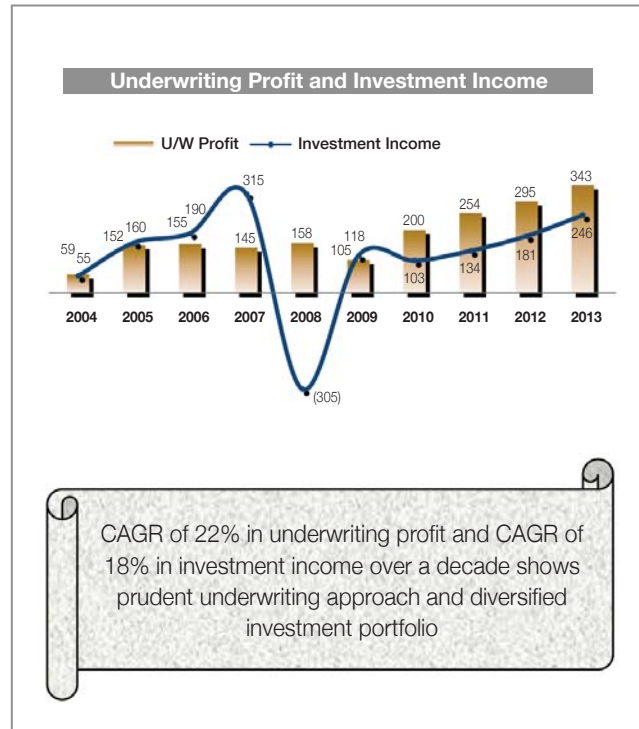 Underwriting Profit and Investment Income
U/W Profit Investment Income
59 55 152 160 155 190 315 145 158 (305) 105 118 200 103 254 134 295 181 343 246
2004 2005 2006 2007 2008 2009 2010 2011 2012 2013
CAGR of 22% in underwriting profit and CAGR of
18% in investment income over a decade shows
prudent underwriting approach and diversified
investment portfolio